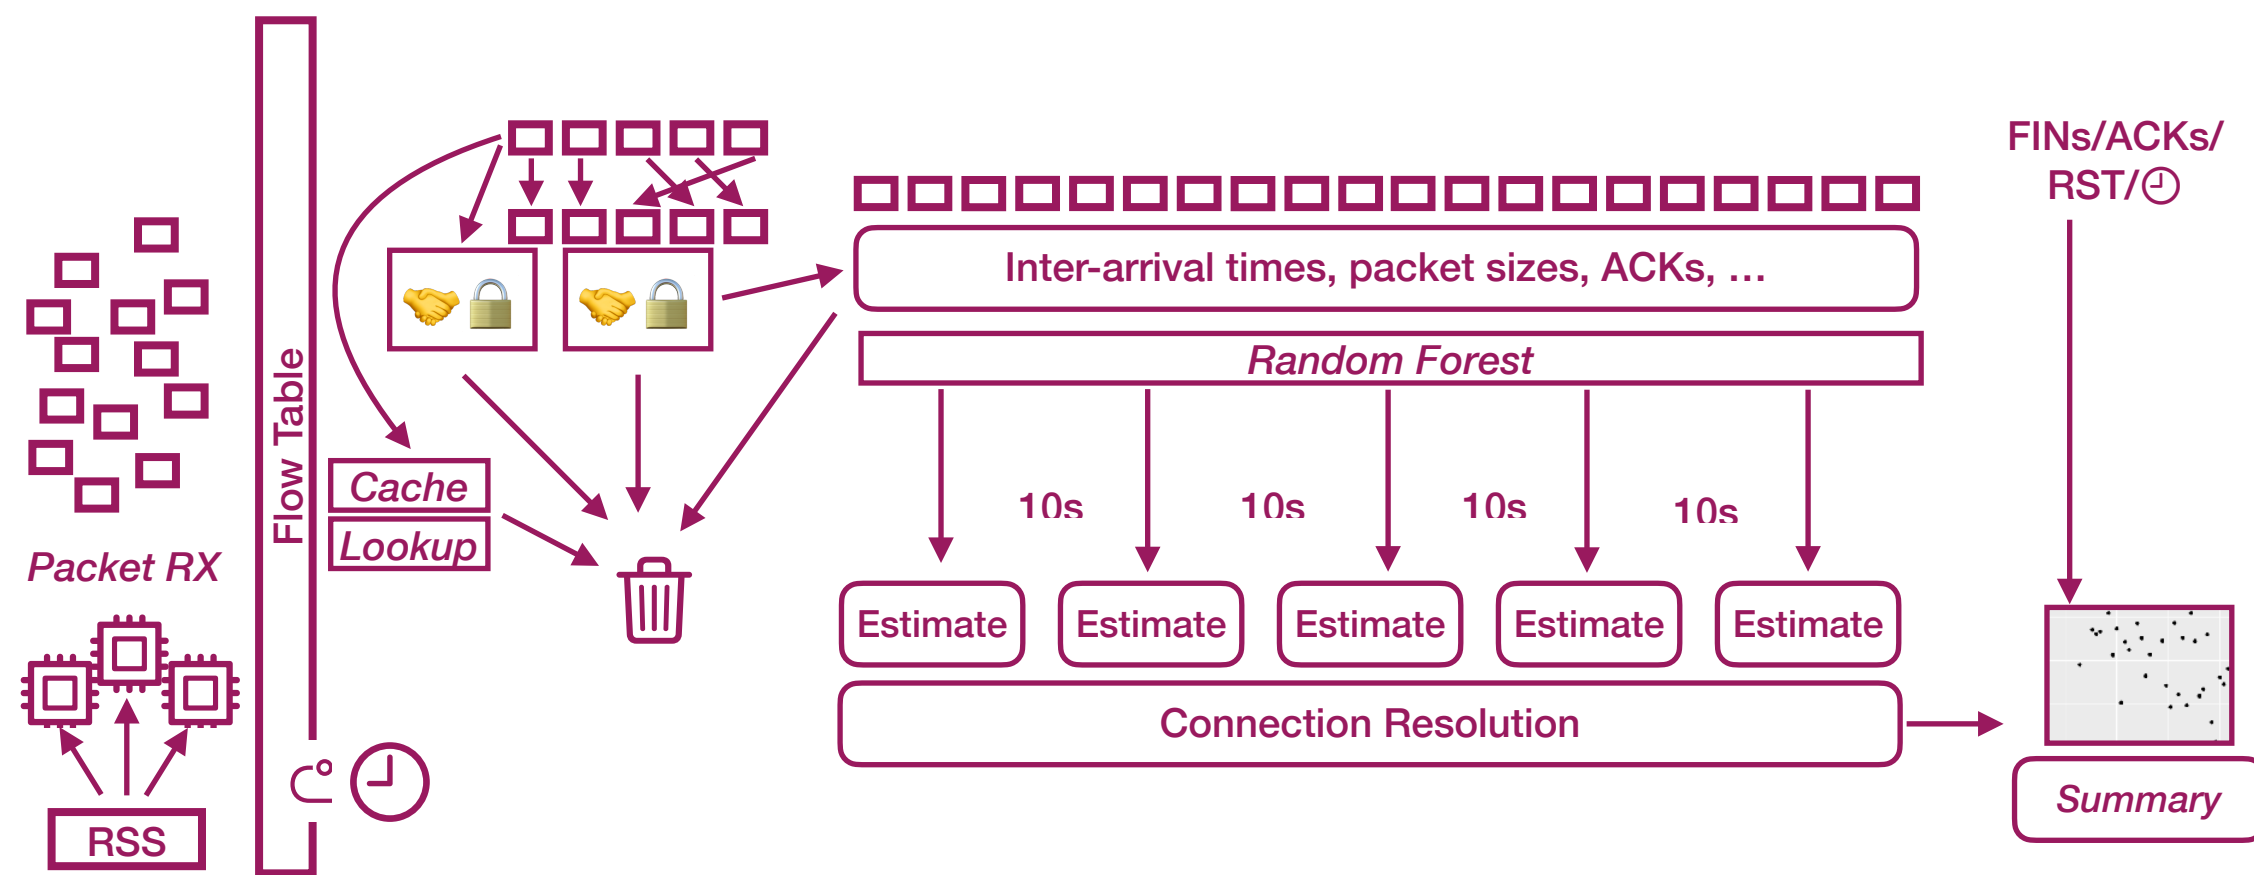 Packet RX
RSS
Flow Table
Cache
Lookup
Inter-arrival times, packet sizes, ACKs, ...
Random Forest
10s
10s
10s
10s
Estimate
Estimate
Estimate
Estimate
Estimate
Connection Resolution
FINs/ACKs/
RST/
Summary